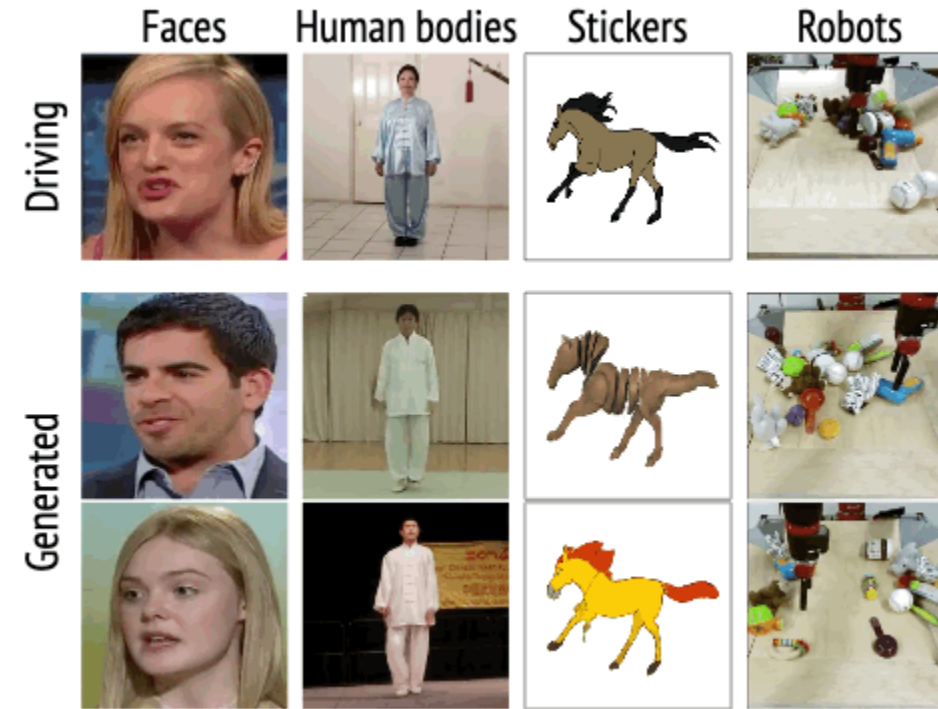 Faces
Human bodies
Stickers
Robots
Driving
Generated